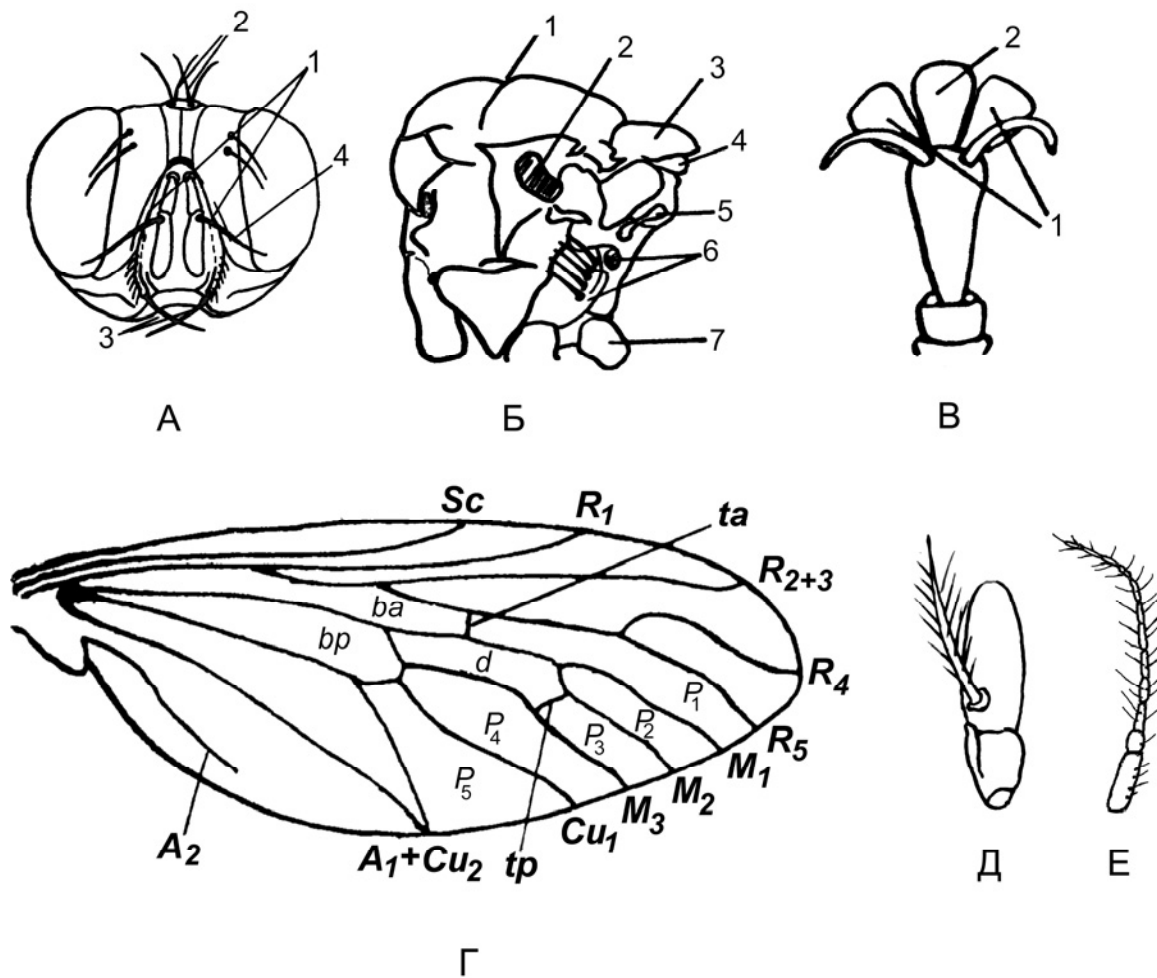 2
1
4
3
А
1
2
3
4
5
6
7
Б
2
1
В
Sc
R1
ta
R2+3
ba
bp
d
R4
P1
P2
P3
P4
P5
R5
M1
M2
M3
Cu1
tp
A1+Cu2
A2
Г
Д
Е